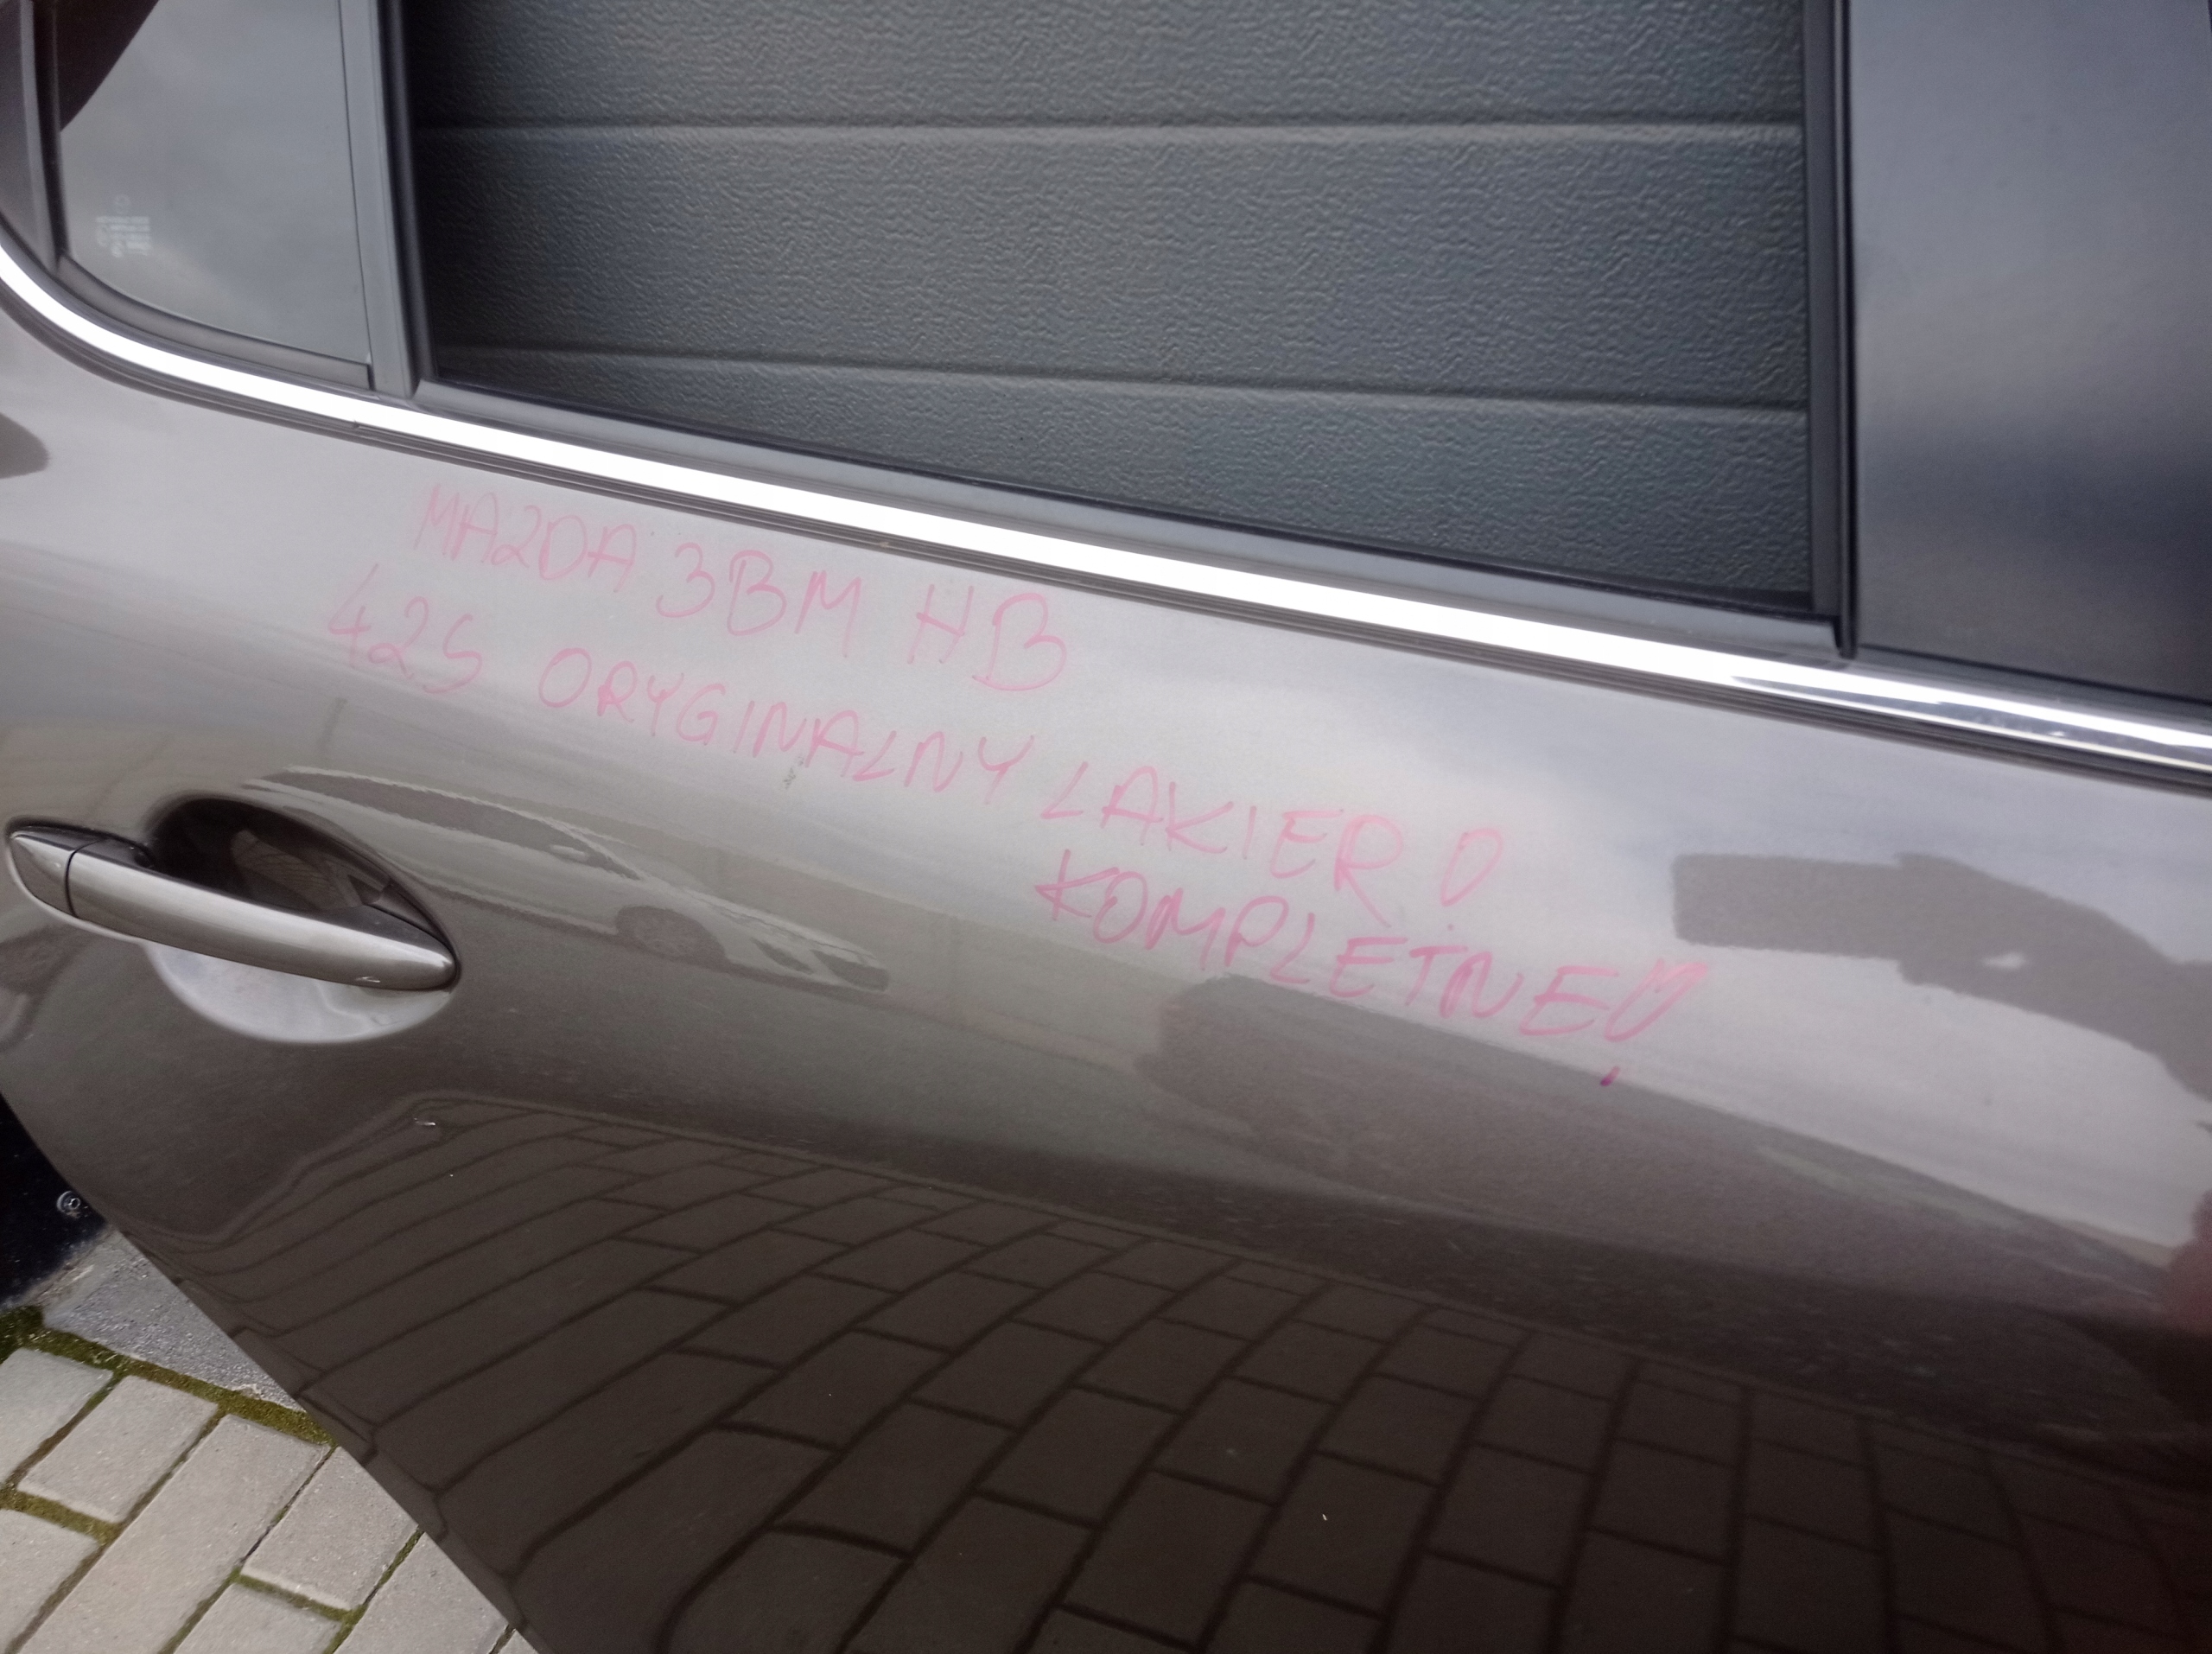 MAZDA 3BM HB
42S ORYGINALNY LAKIER !
KOMPLETNE!